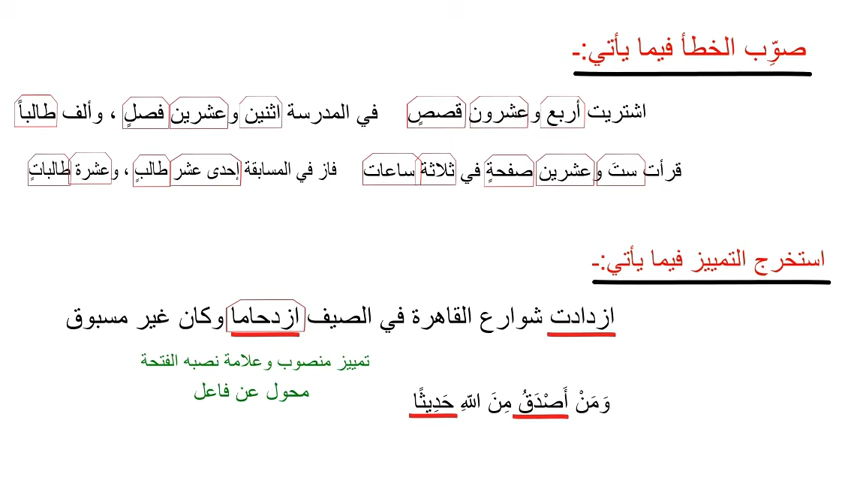 صوِّب الخطأ فيما يأتي:-
اشتريت أربع وعشرون قصصٍ في المدرسة اثنين وعشرين فصلٍ ، وألف طالباً
قرأت ستَ وعشرين صفحةٍ في ثلاثة ساعات فاز في المسابقة إحدى عشر طالبٍ ، وعشرة طالباتٍ
استخرج التمييز فيما يأتي:-
ازدادت شوارع القاهرة في الصيف ازدحاما وكان غير مسبوق
تمييز منصوب وعلامة نصبه الفتحة
محول عن فاعل
وَمَنْ أَصْدَقُ مِنَ اللَّهِ حَدِيثًا